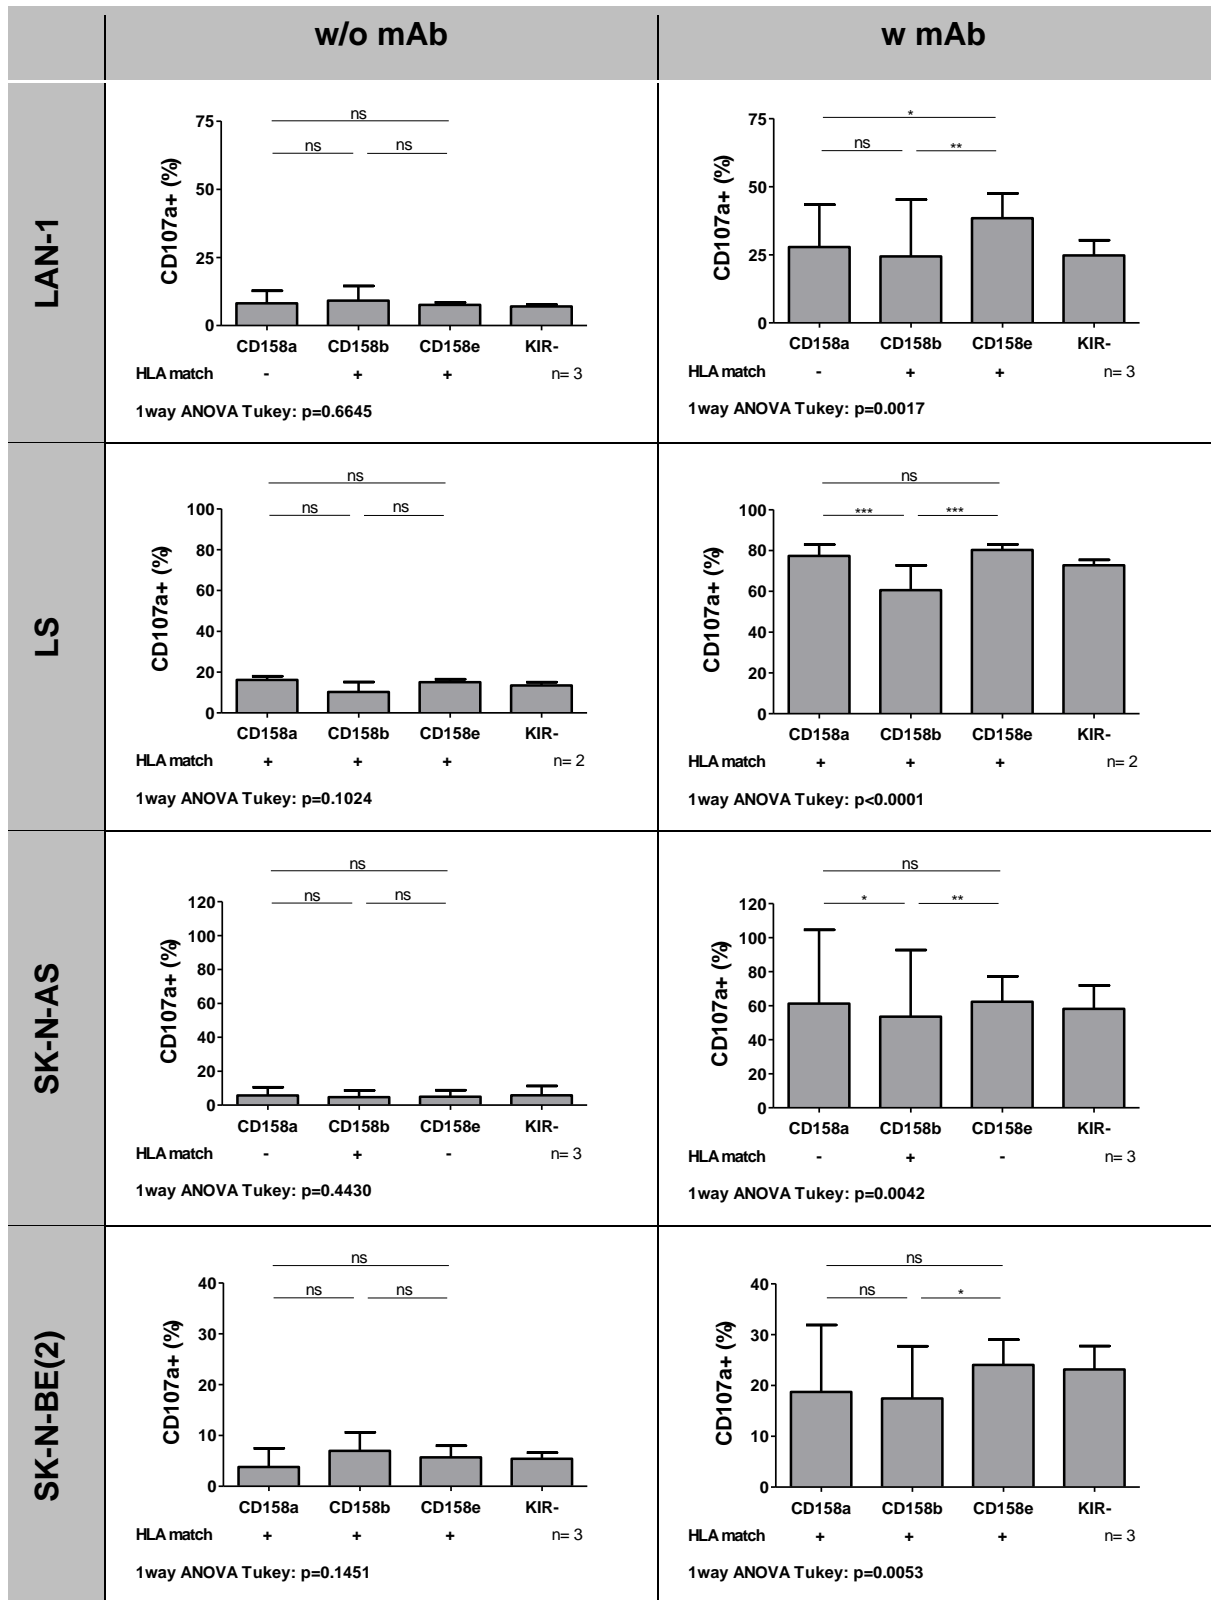 w/o mAb
w mAb
LAN-1
ns
ns ns
75
50
25
0
CD107a+ (%)
CD158a CD158b CD158e KIR-
HLA match - + + n= 3
1way ANOVA Tukey: p=0.6645
*
ns **
75
50
25
0
CD107a+ (%)
CD158a CD158b CD158e KIR-
HLA match - + + n= 3
1way ANOVA Tukey: p=0.0017
LS
ns
ns ns
100
80
60
40
20
0
CD107a+ (%)
CD158a CD158b CD158e KIR-
HLA match + + + n= 2
1way ANOVA Tukey: p=0.1024
ns
*** ***
100
80
60
40
20
0
CD107a+ (%)
CD158a CD158b CD158e KIR-
HLA match + + + n= 2
1way ANOVA Tukey: p<0.0001
SK-N-AS
ns
ns ns
120
100
80
60
40
20
0
CD107a+ (%)
CD158a CD158b CD158e KIR-
HLA match - + - n= 3
1way ANOVA Tukey: p=0.4430
ns
* **
120
100
80
60
40
20
0
CD107a+ (%)
CD158a CD158b CD158e KIR-
HLA match - + - n= 3
1way ANOVA Tukey: p=0.0042
SK-N-BE(2)
ns
ns ns
40
30
20
10
0
CD107a+ (%)
CD158a CD158b CD158e KIR-
HLA match + + + n= 3
1way ANOVA Tukey: p=0.1451
ns
ns *
40
30
20
10
0
CD107a+ (%)
CD158a CD158b CD158e KIR-
HLA match + + + n= 3
1way ANOVA Tukey: p=0.0053